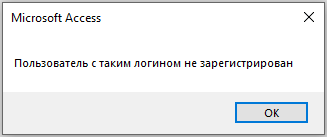 Microsoft Access
Пользователь с таким логином не зарегистрирован
OK